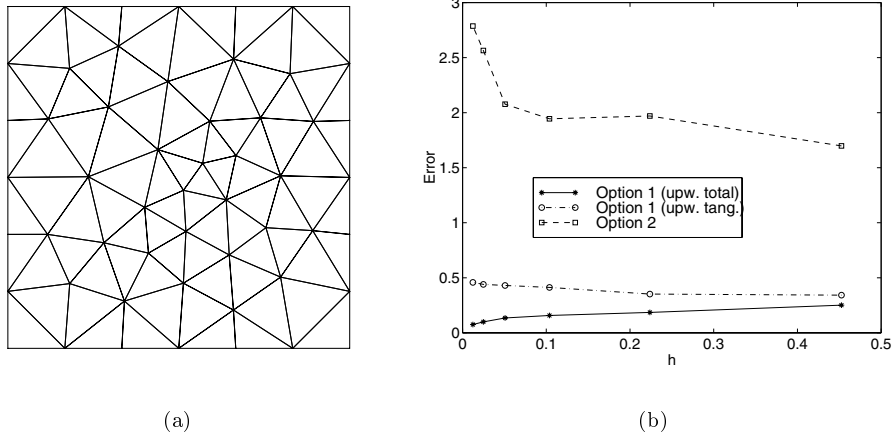 3
2.5
2
1.5
1
0.5
0
0
0.1
0.2
0.3
0.4
0.5
Error
h
Option 1 (upw. total)
Option 1 (upw. tang.)
Option 2
(a)
(b)